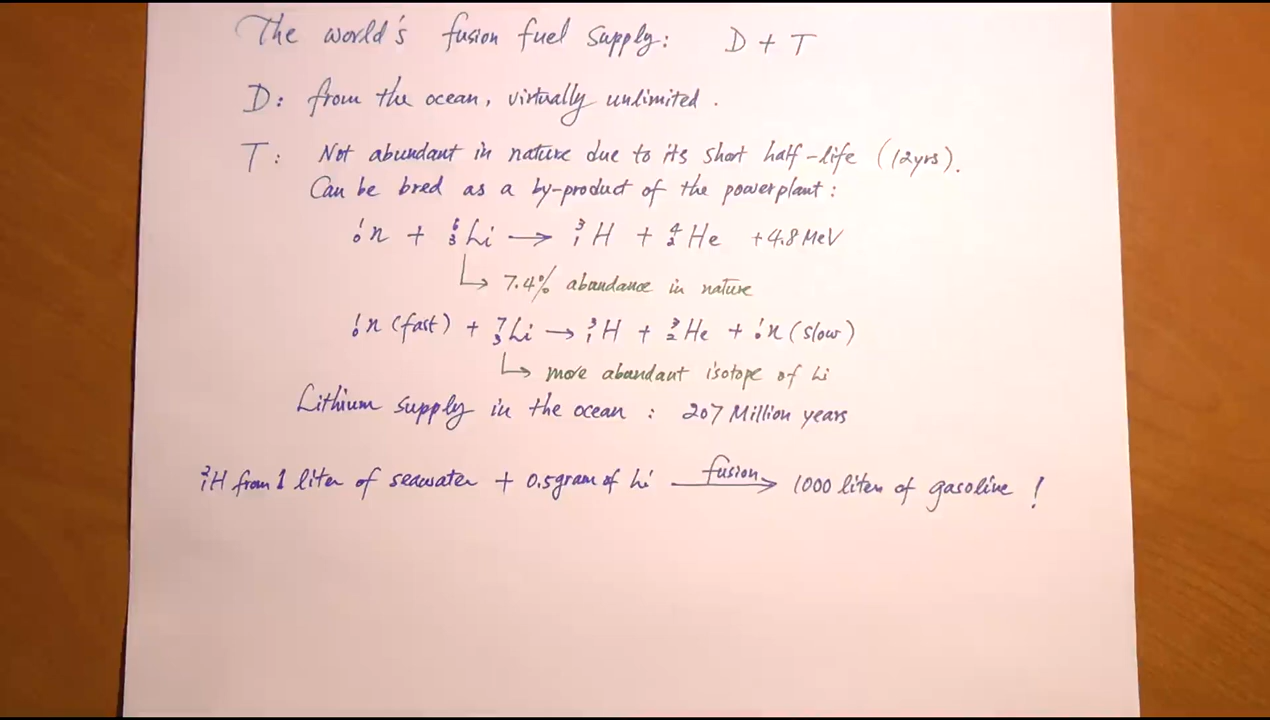 The world's fusion fuel supply: D + T
D: from the ocean, virtually unlimited.
T: Not abundant in nature due to its short half-life (12yrs).
Can be bred as a by-product of the powerplant:
¹₀n + ⁶₃Li → ³₁H + ⁴₂He + 4.8 MeV
↳ 7.4% abundance in nature
¹₀n (fast) + ⁷₃Li → ³₁H + ³₂He + ¹₀n (slow)
↳ more abundant isotope of Li
Lithium supply in the ocean : 207 Million years
²₁H from 1 liter of seawater + 0.5gram of Li fusion→ 1000 liters of gasoline !